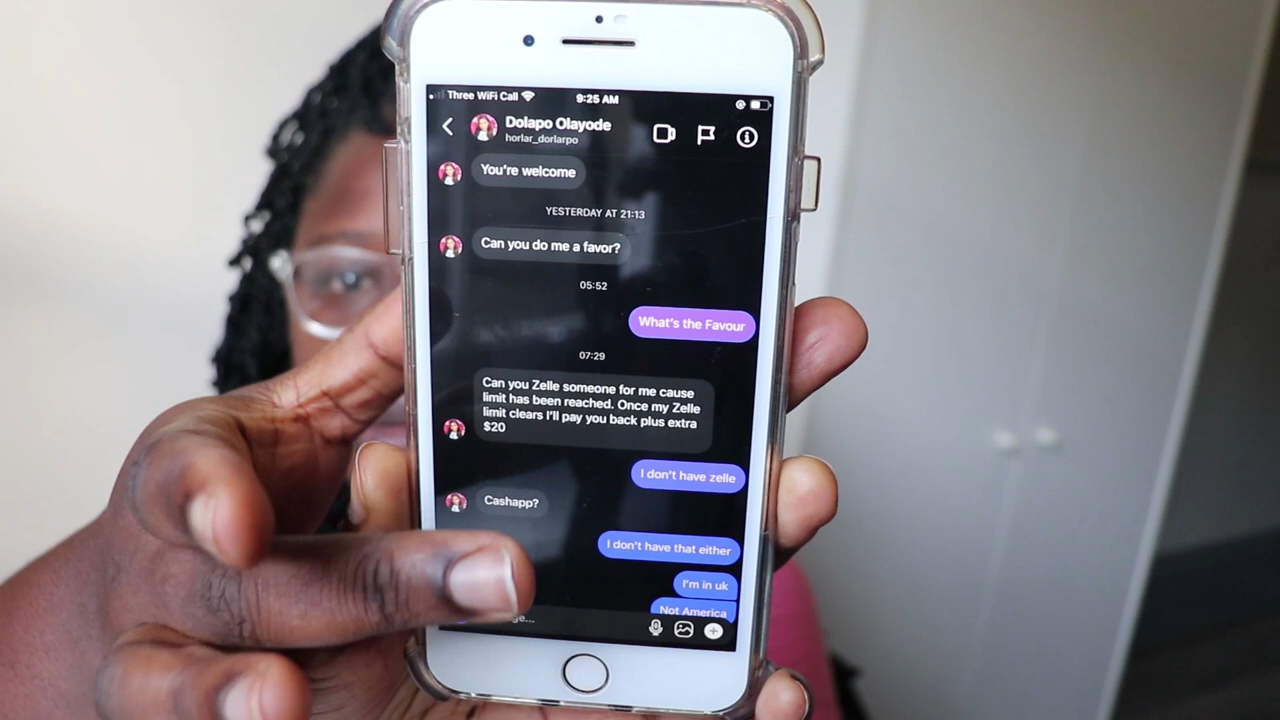 Three WiFi Call 9:25 AM
Dolapo Olayode
horlar_dorlarpo
You're welcome
YESTERDAY AT 21:13
Can you do me a favor?
05:52
What's the Favour
07:29
Can you Zelle someone for me cause
limit has been reached. Once my Zelle
limit clears I'll pay you back plus extra
$20
I don't have zelle
Cashapp?
I don't have that either
I'm in uk
Not America